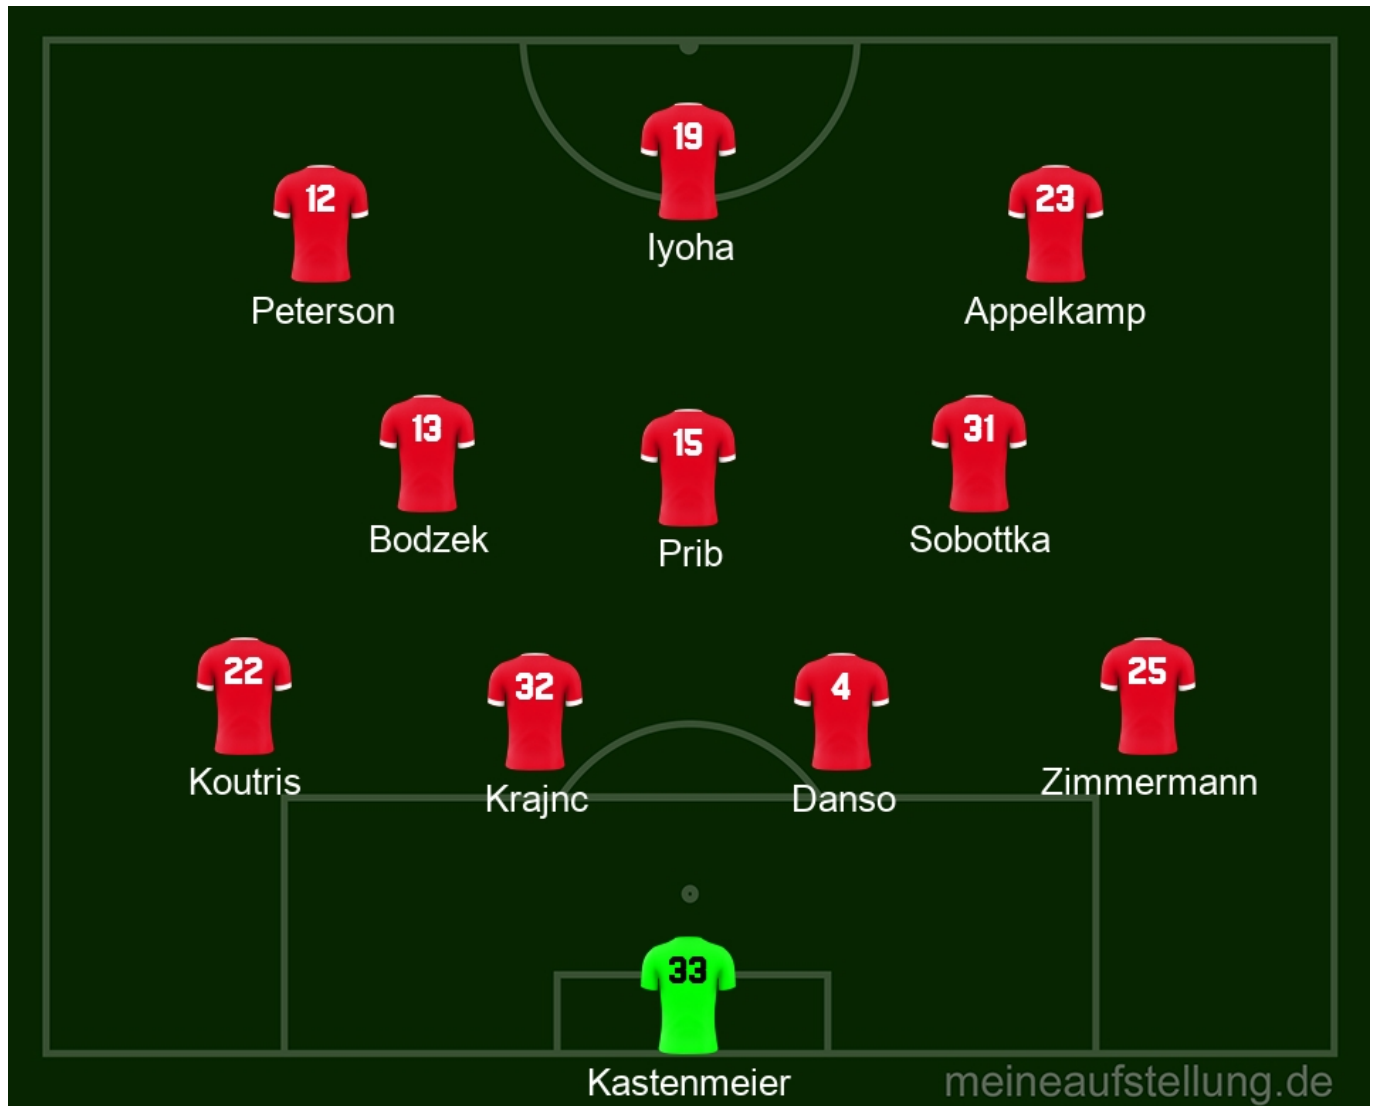 19
Iyoha
12
Peterson
23
Appelkamp
13
Bodzek
15
Prib
31
Sobottka
22
Koutris
32
Krajnc
4
Danso
25
Zimmermann
33
Kastenmeier
meineaufstellung.de